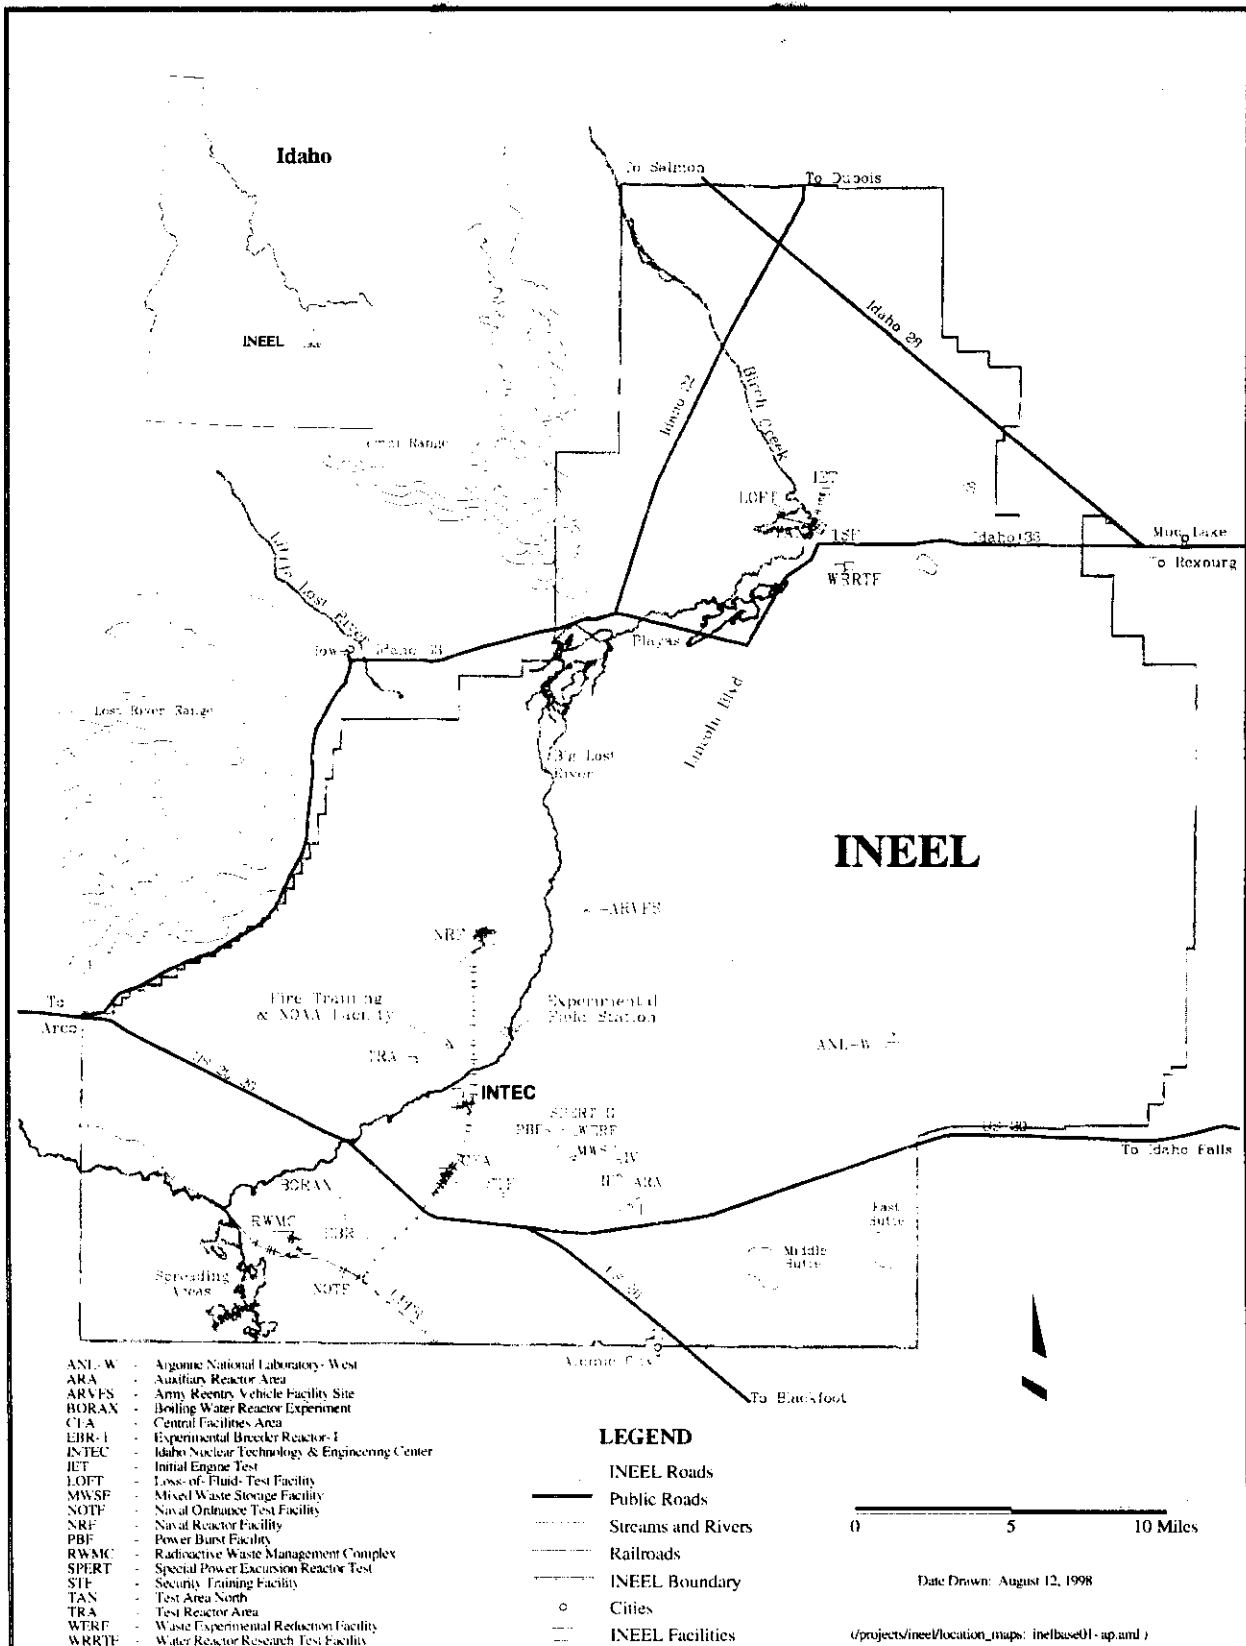 Idaho
To Salmon
To Dubois
Idaho 28
INEEL
Idaho 22
Birch Creek
Range
IET
LOFT
TSF
Idaho 33
To Rexburg
WRRTF
Little Lost River
Idaho 33
Playas
Lost River Range
Lincoln Blvd
Big Lost
River
INEEL
ARVFS
NRF
To
Arco
Fire Training
& NOAA Facility
Experimental
Field Station
TRA
ANL-W
INTEC
PBF
To Idaho Falls
ARA
BORAN
RWMC
EBR
East
Butte
Middle
Butte
Spreading
Areas
NOTF
Atomic City
To Blackfoot
ANL-W - Argonne National Laboratory-West
ARA - Auxiliary Reactor Area
ARVFS - Army Reentry Vehicle Facility Site
BORAX - Boiling Water Reactor Experiment
CFA - Central Facilities Area
EBR-I - Experimental Breeder Reactor-I
INTEC - Idaho Nuclear Technology & Engineering Center
IET - Initial Engine Test
LOFT - Loss-of-Fluid-Test Facility
MWSF - Mixed Waste Storage Facility
NOTF - Naval Ordnance Test Facility
NRF - Naval Reactor Facility
PBF - Power Burst Facility
RWMC - Radioactive Waste Management Complex
SPERT - Special Power Excursion Reactor Test
STF - Security Training Facility
TAN - Test Area North
TRA - Test Reactor Area
WERF - Waste Experimental Reduction Facility
WRRTF - Water Reactor Research Test Facility
LEGEND
INEEL Roads
Public Roads
Streams and Rivers
Railroads
INEEL Boundary
Cities
INEEL Facilities
0 5 10 Miles
Date Drawn: August 12, 1998
(/projects/ineel/location_maps: inelbase01-ap.aml)